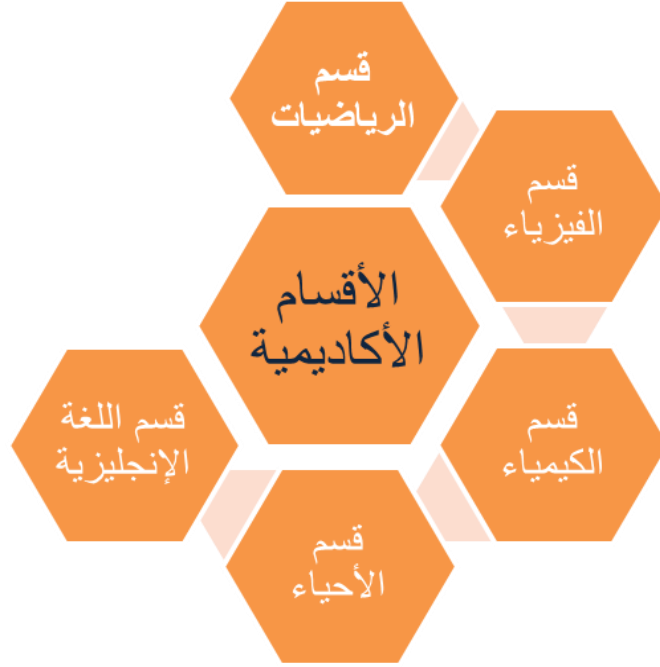 قسم
الرياضيات
قسم
الفيزياء
الأقسام
الأكاديمية
قسم
الكيمياء
قسم اللغة
الإنجليزية
قسم
الأحياء